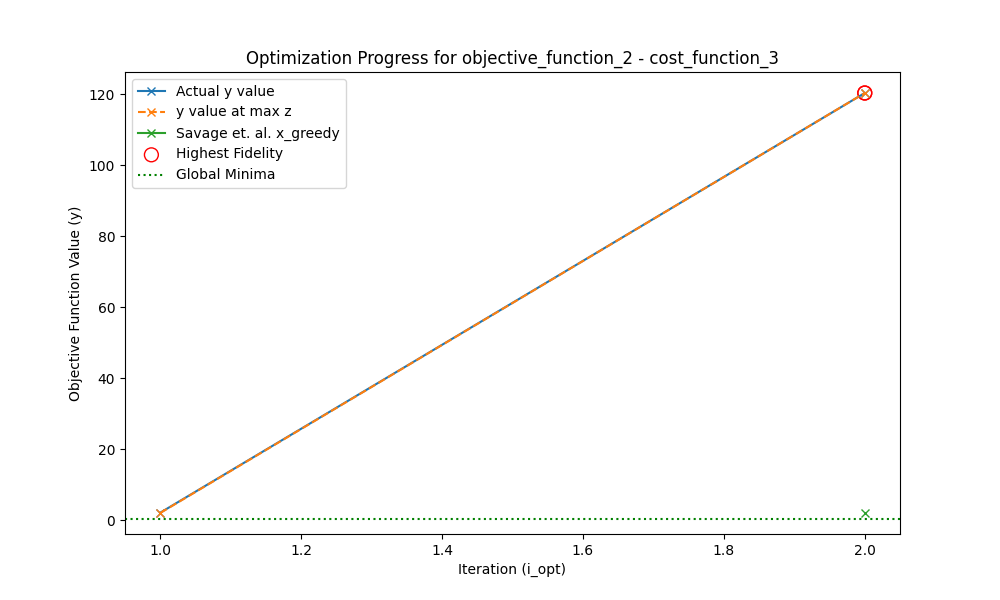 Optimization Progress for objective_function_2 - cost_function_3
Actual y value
y value at max z
Savage et. al. x_greedy
Highest Fidelity
Global Minima
Objective Function Value (y)
120
100
80
60
40
20
0
1.0 1.2 1.4 1.6 1.8 2.0
Iteration (i_opt)